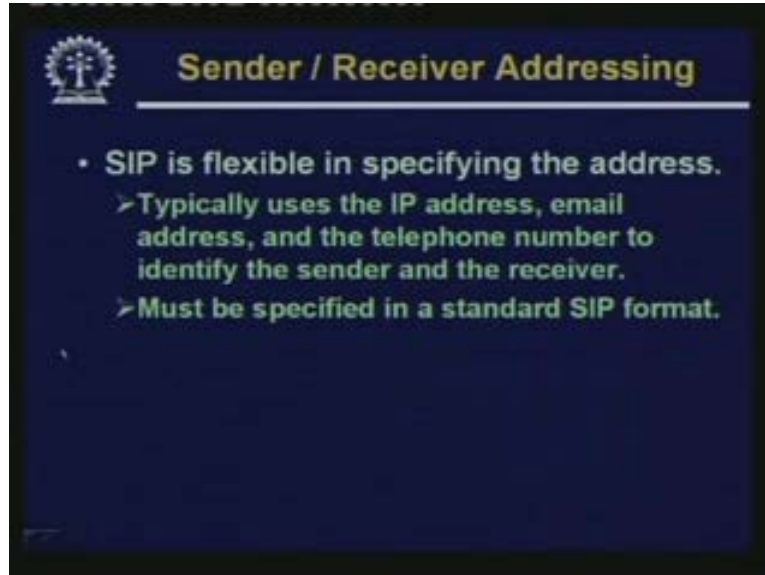 Sender / Receiver Addressing
• SIP is flexible in specifying the address.
➢Typically uses the IP address, email
address, and the telephone number to
identify the sender and the receiver.
➢Must be specified in a standard SIP format.